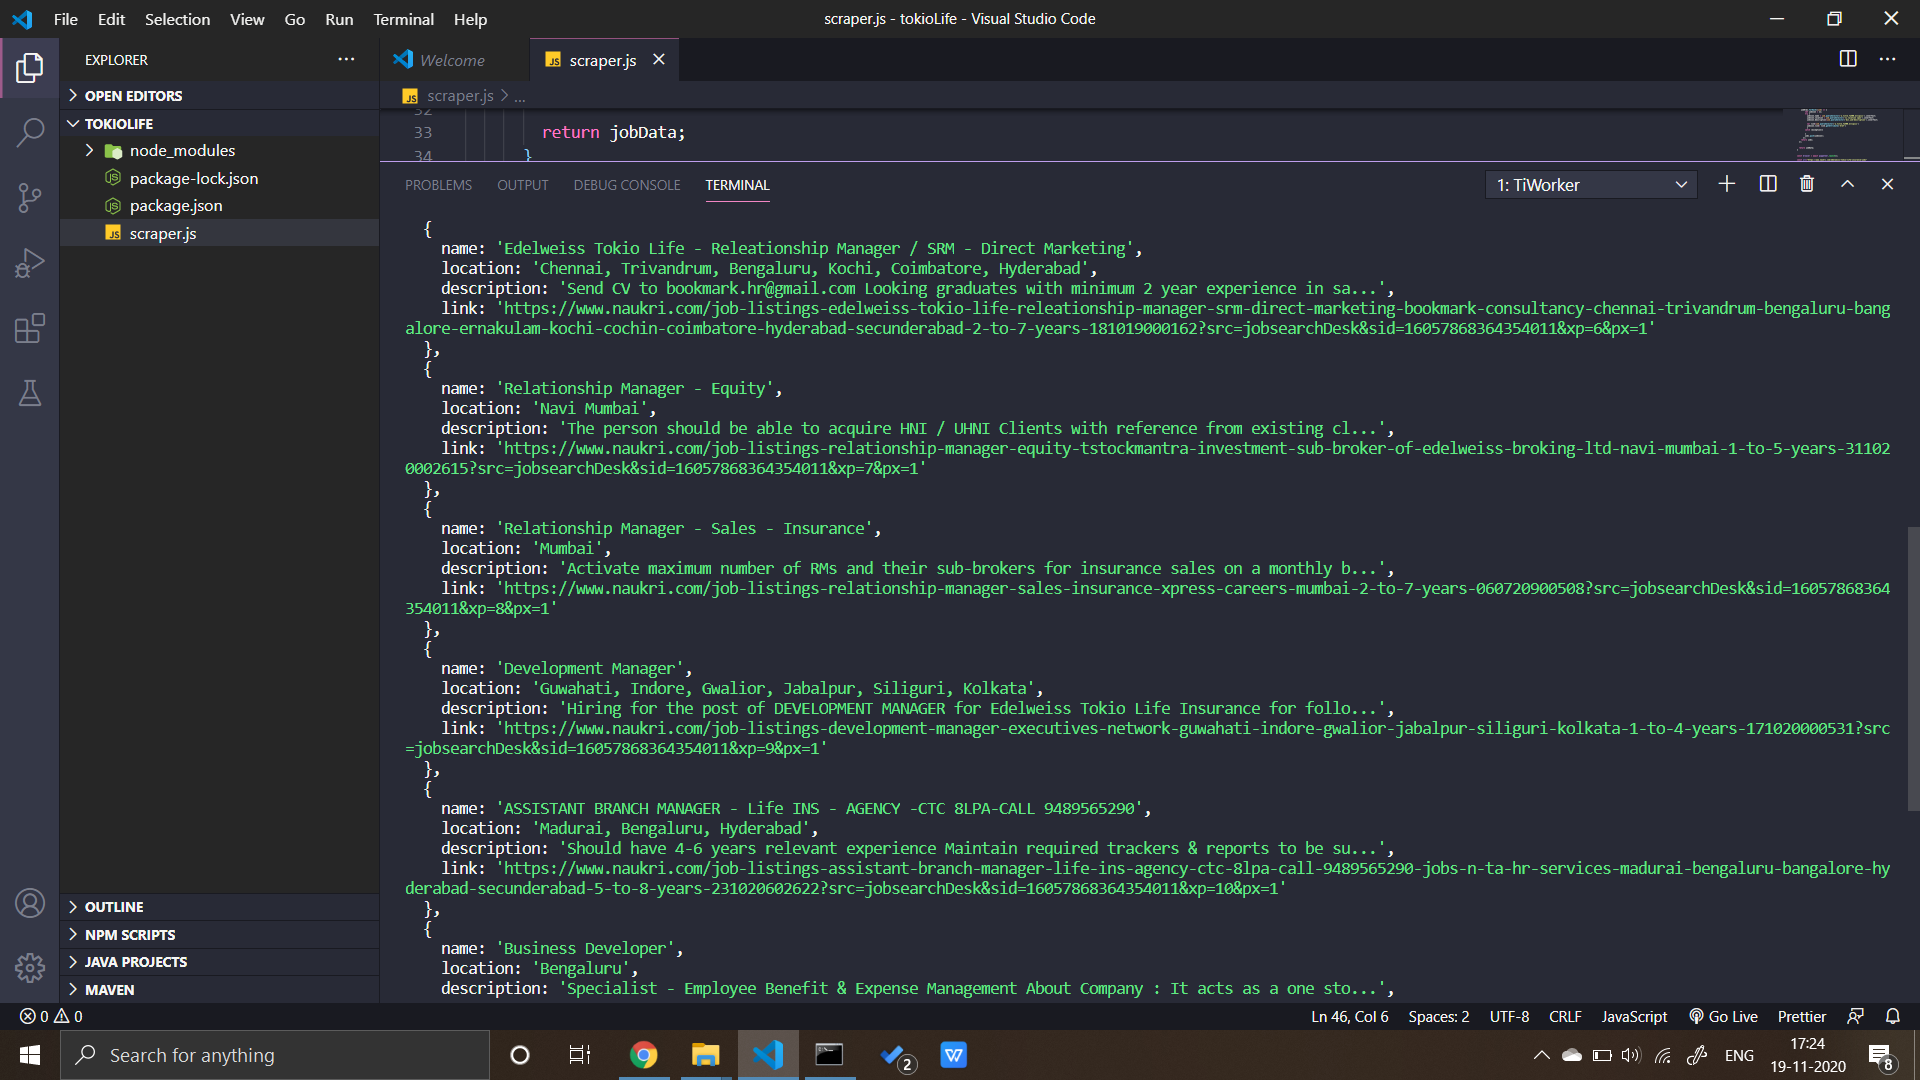 File Edit Selection View Go Run Terminal Help
scraper.js - tokioLife - Visual Studio Code
EXPLORER
OPEN EDITORS
TOKIOLIFE
node_modules
package-lock.json
package.json
scraper.js
OUTLINE
NPM SCRIPTS
JAVA PROJECTS
MAVEN
Welcome
scraper.js
scraper.js > ...
32
33 return jobData;
34 }
PROBLEMS OUTPUT DEBUG CONSOLE TERMINAL
1: TiWorker
{
name: 'Edelweiss Tokio Life - Releationship Manager / SRM - Direct Marketing',
location: 'Chennai, Trivandrum, Bengaluru, Kochi, Coimbatore, Hyderabad',
description: 'Send CV to bookmark.hr@gmail.com Looking graduates with minimum 2 year experience in sa...',
link: 'https://www.naukri.com/job-listings-edelweiss-tokio-life-releationship-manager-srm-direct-marketing-bookmark-consultancy-chennai-trivandrum-bengaluru-bang
alore-ernakulam-kochi-cochin-coimbatore-hyderabad-secunderabad-2-to-7-years-181019000162?src=jobsearchDesk&sid=16057868364354011&xp=6&px=1'
},
{
name: 'Relationship Manager - Equity',
location: 'Navi Mumbai',
description: 'The person should be able to acquire HNI / UHNI Clients with reference from existing cl...',
link: 'https://www.naukri.com/job-listings-relationship-manager-equity-tstockmantra-investment-sub-broker-of-edelweiss-broking-ltd-navi-mumbai-1-to-5-years-31102
0002615?src=jobsearchDesk&sid=16057868364354011&xp=7&px=1'
},
{
name: 'Relationship Manager - Sales - Insurance',
location: 'Mumbai',
description: 'Activate maximum number of RMs and their sub-brokers for insurance sales on a monthly b...',
link: 'https://www.naukri.com/job-listings-relationship-manager-sales-insurance-xpress-careers-mumbai-2-to-7-years-060720900508?src=jobsearchDesk&sid=16057868364
354011&xp=8&px=1'
},
{
name: 'Development Manager',
location: 'Guwahati, Indore, Gwalior, Jabalpur, Siliguri, Kolkata',
description: 'Hiring for the post of DEVELOPMENT MANAGER for Edelweiss Tokio Life Insurance for follo...',
link: 'https://www.naukri.com/job-listings-development-manager-executives-network-guwahati-indore-gwalior-jabalpur-siliguri-kolkata-1-to-4-years-171020000531?src
=jobsearchDesk&sid=16057868364354011&xp=9&px=1'
},
{
name: 'ASSISTANT BRANCH MANAGER - Life INS - AGENCY -CTC 8LPA-CALL 9489565290',
location: 'Madurai, Bengaluru, Hyderabad',
description: 'Should have 4-6 years relevant experience Maintain required trackers & reports to be su...',
link: 'https://www.naukri.com/job-listings-assistant-branch-manager-life-ins-agency-ctc-8lpa-call-9489565290-jobs-n-ta-hr-services-madurai-bengaluru-bangalore-hy
derabad-secunderabad-5-to-8-years-231020602622?src=jobsearchDesk&sid=16057868364354011&xp=10&px=1'
},
{
name: 'Business Developer',
location: 'Bengaluru',
description: 'Specialist - Employee Benefit & Expense Management About Company : It acts as a one sto...',
0 0
Ln 46, Col 6 Spaces: 2 UTF-8 CRLF JavaScript Go Live Prettier
Search for anything
2
W
ENG
17:24
19-11-2020
8